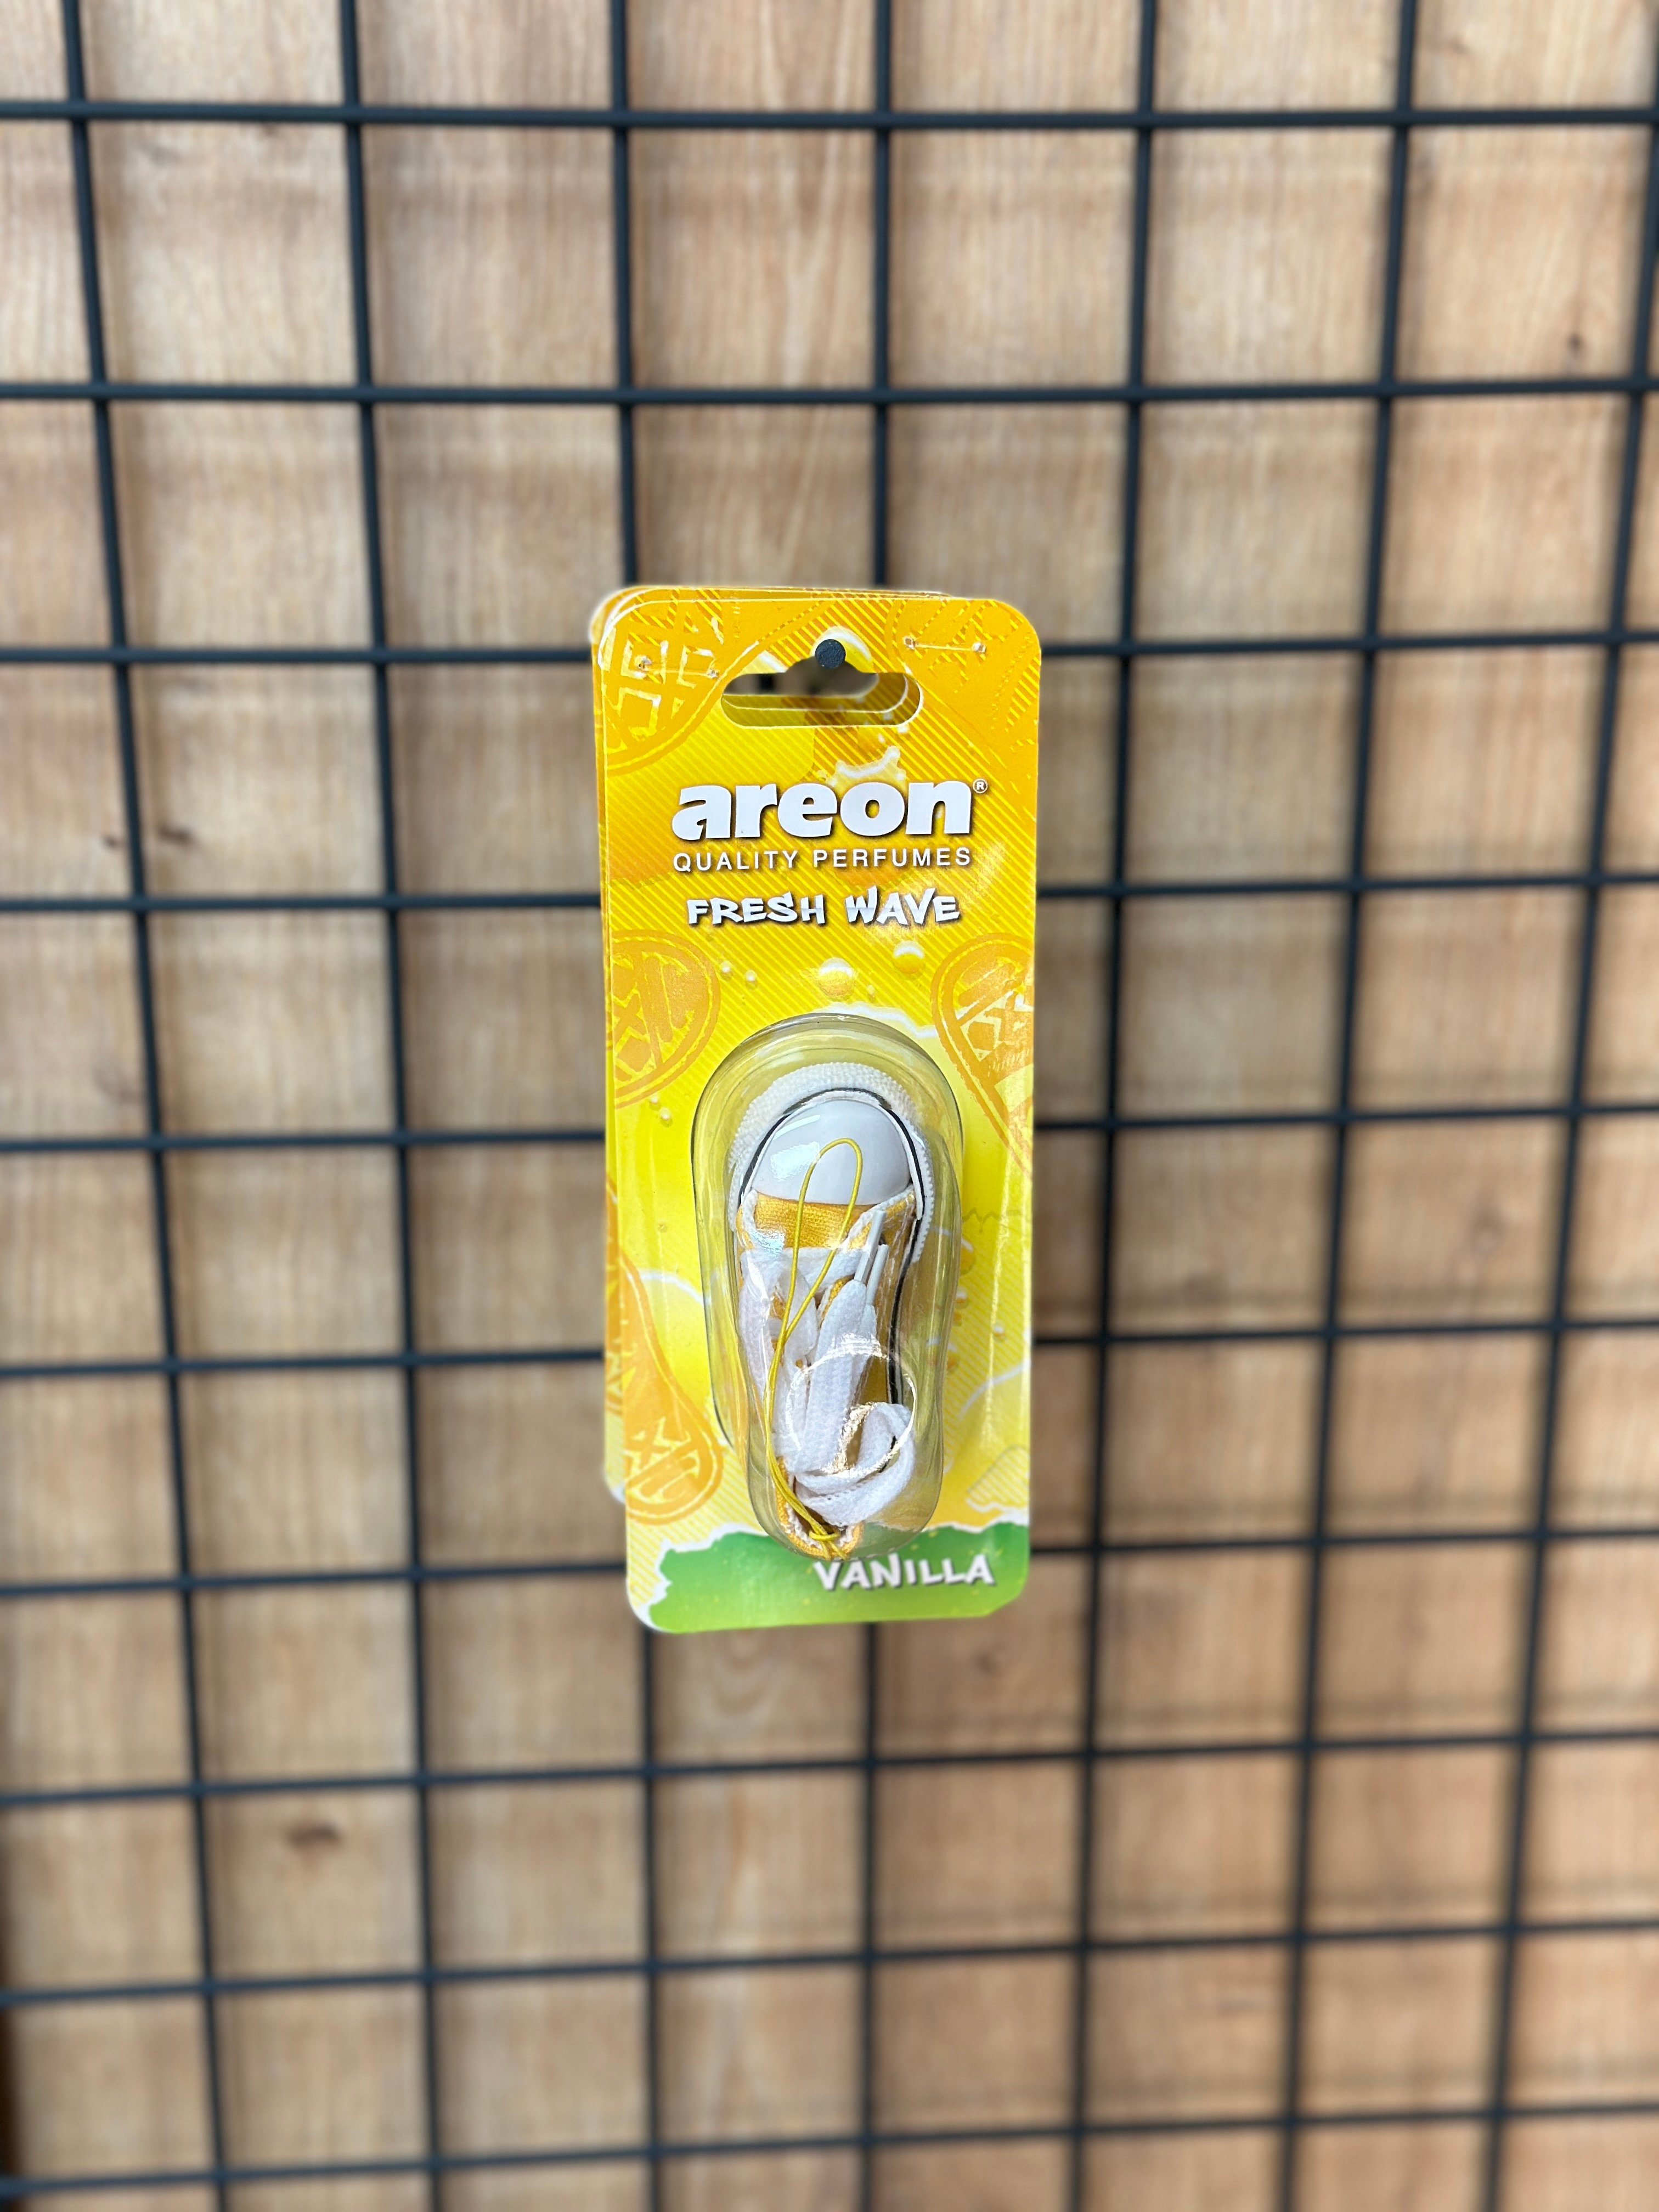 areon®
QUALITY PERFUMES
FRESH WAVE
VANILLA